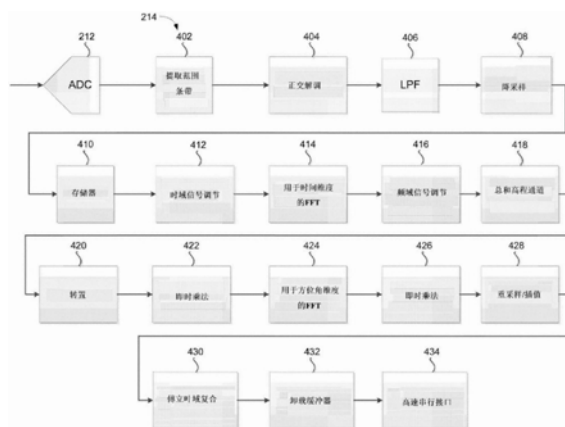 214
212
402
404
406
408
ADC
提取范围
条带
正交解调
LPF
降采样
410
412
414
416
418
存储器
时域信号调节
用于时间维度
的FFT
频域信号调节
总和高程通道
420
422
424
426
428
转置
即时乘法
用于方位角维度
的FFT
即时乘法
重采样/插值
430
432
434
傅立叶域复合
卸载缓冲器
高速串行接口